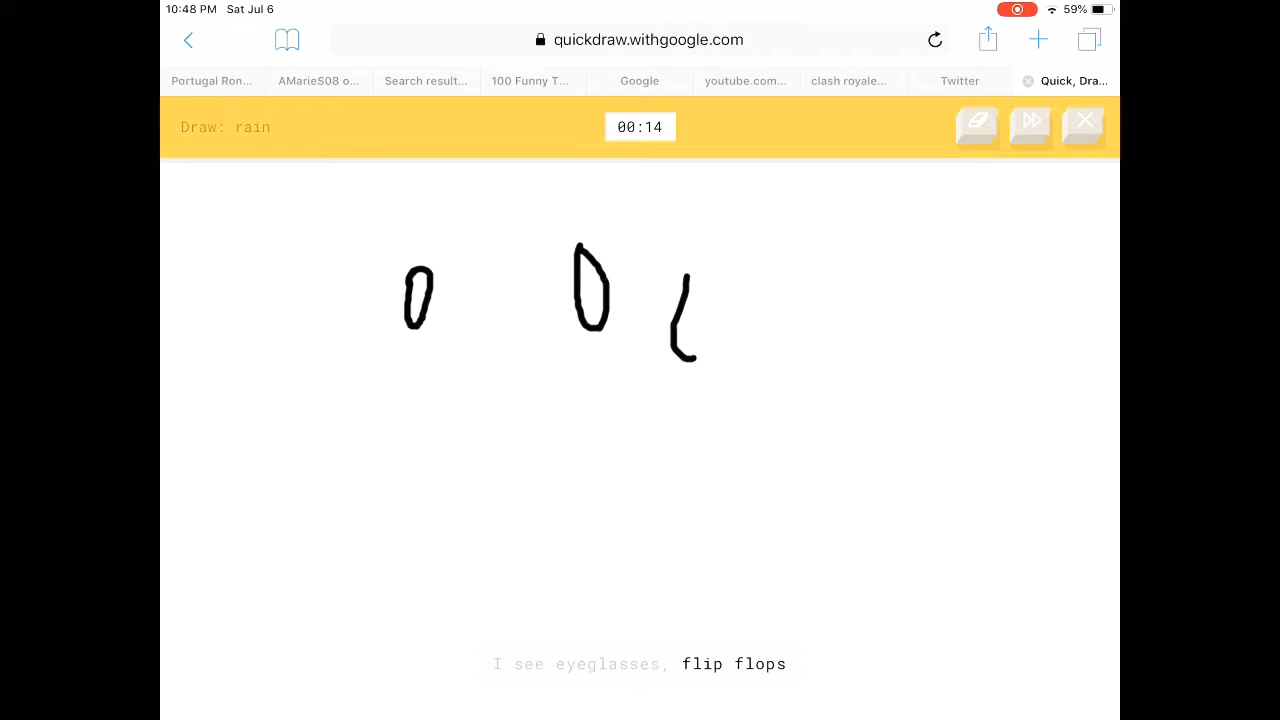 10:48 PM Sat Jul 6 59%
quickdraw.withgoogle.com
Portugal Ron... AMarieS08 o... Search result... 100 Funny T... Google youtube.com... clash royale... Twitter Quick, Dra...
Draw: rain 00:14
I see eyeglasses, flip flops